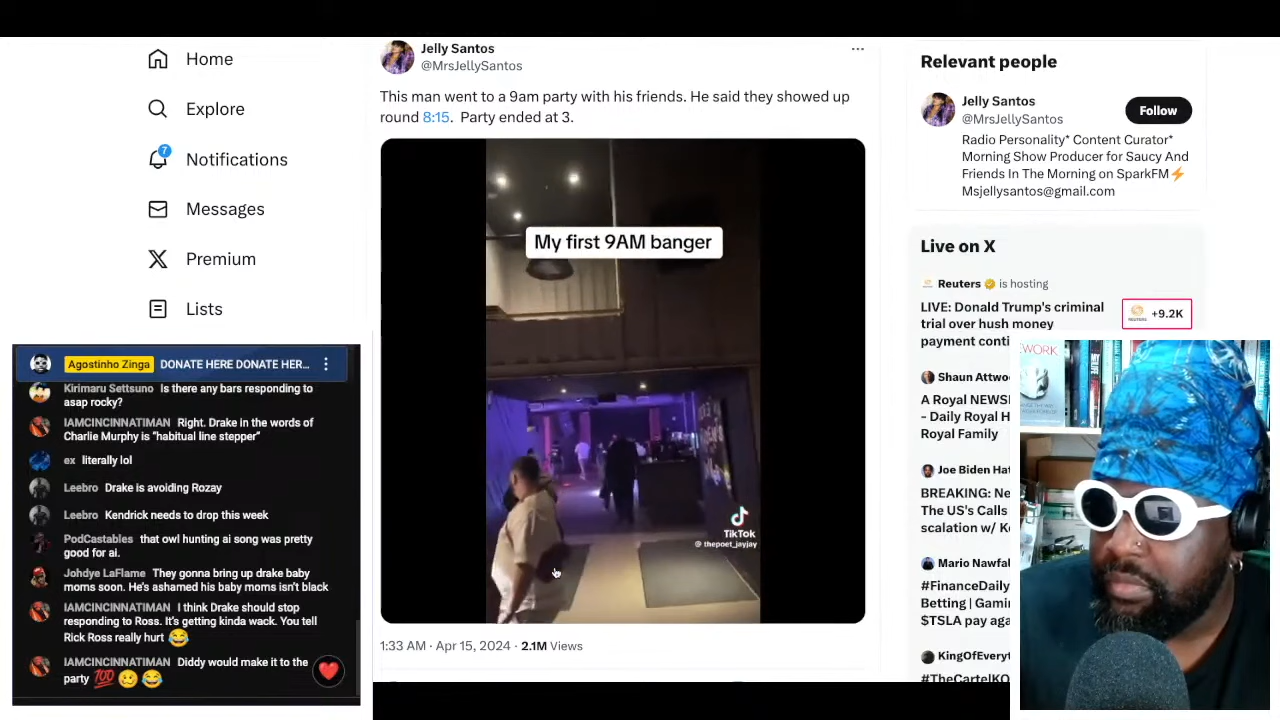 Home
Explore
7
Notifications
Messages
Premium
Lists
Jelly Santos
@MrsJellySantos
This man went to a 9am party with his friends. He said they showed up
round 8:15. Party ended at 3.
My first 9AM banger
TikTok
@ thepoet_jayjay
1:33 AM · Apr 15, 2024 · 2.1M Views
Relevant people
Jelly Santos
@MrsJellySantos
Follow
Radio Personality* Content Curator*
Morning Show Producer for Saucy And
Friends In The Morning on SparkFM⚡
Msjellysantos@gmail.com
Live on X
Reuters is hosting
LIVE: Donald Trump's criminal
trial over hush money
payment conti
REUTERS +9.2K
Shaun Attwo
A Royal NEWS
- Daily Royal H
Royal Family
Joe Biden Hat
BREAKING: Ne
The US's Calls
scalation w/
Mario Nawfa
#FinanceDaily
Betting | Gami
$TSLA pay aga
KingOfEveryt
#TheCartelKO
WORK
Agostinho Zinga DONATE HERE DONATE HER...
Kirimaru Settsuno Is there any bars responding to
asap rocky?
IAMCINCINNATIMAN Right. Drake in the words of
Charlie Murphy is "habitual line stepper"
ex literally lol
Leebro Drake is avoiding Rozay
Leebro Kendrick needs to drop this week
PodCastables that owl hunting ai song was pretty
good for ai.
Johdye LaFlame They gonna bring up drake baby
moms soon. He's ashamed his baby moms isn't black
IAMCINCINNATIMAN I think Drake should stop
responding to Ross. It's getting kinda wack. You tell
Rick Ross really hurt 😂
IAMCINCINNATIMAN Diddy would make it to the
party 💯🥴😂